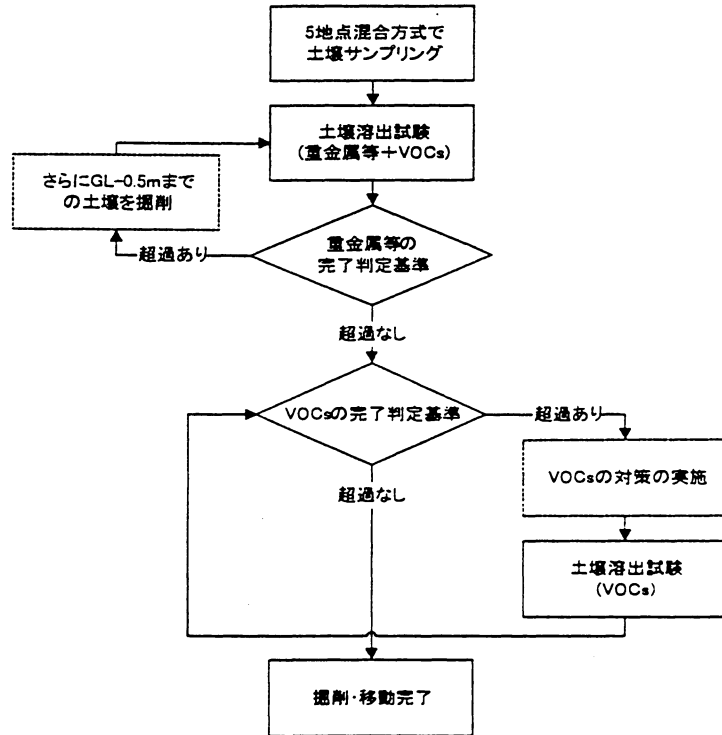 5地点混合方式で
土壌サンプリング
土壌溶出試験
(重金属等+VOCs)
さらにGL-0.5mまで
の土壌を掘削
超過あり
重金属等の
完了判定基準
超過なし
VOCsの完了判定基準
超過あり
VOCsの対策の実施
超過なし
土壌溶出試験
(VOCs)
掘削・移動完了